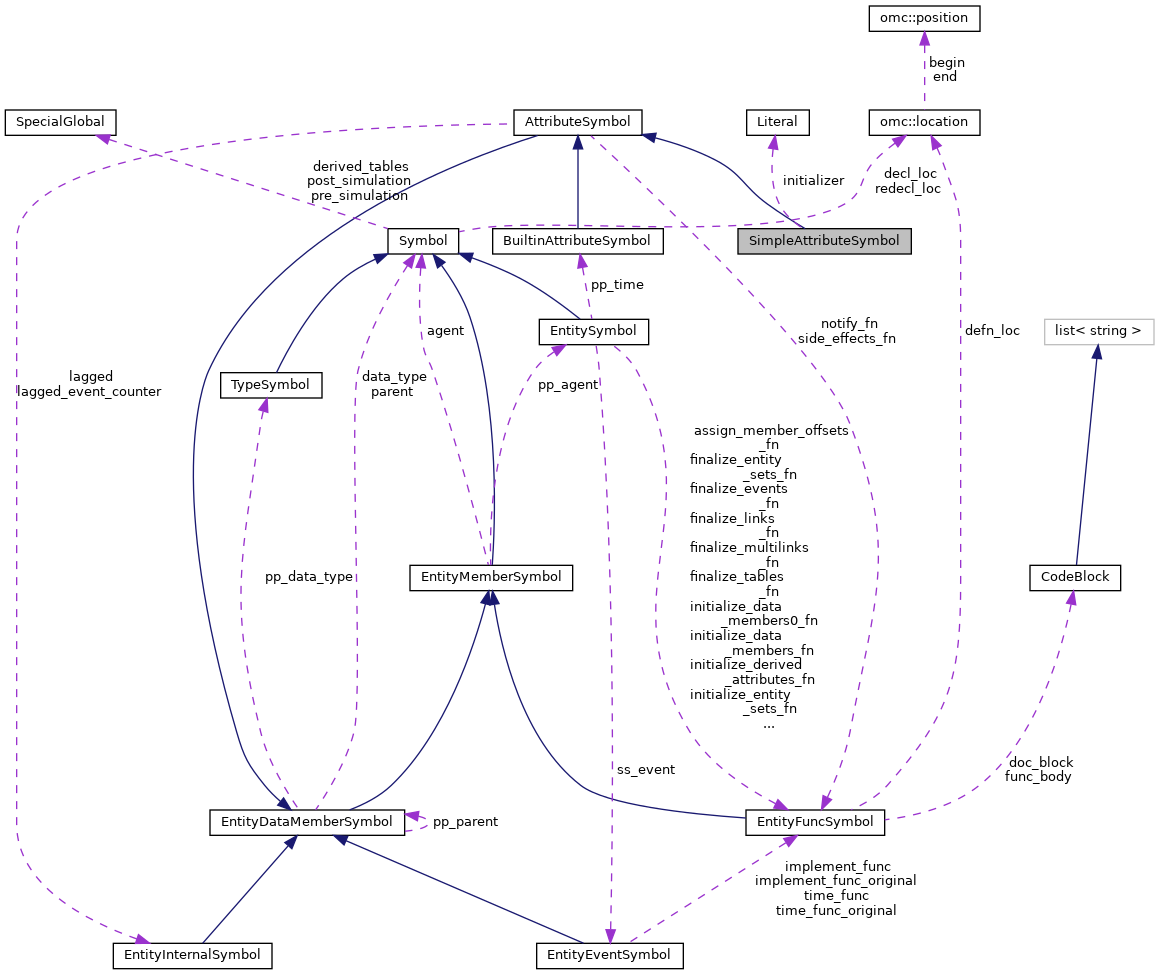 omc::position
begin
end
SpecialGlobal
AttributeSymbol
Literal
omc::location
derived_tables
post_simulation
pre_simulation
initializer
decl_loc
redecl_loc
Symbol
BuiltinAttributeSymbol
SimpleAttributeSymbol
pp_time
EntitySymbol
list< string >
agent
notify_fn
side_effects_fn
defn_loc
lagged
lagged_event_counter
TypeSymbol
data_type
parent
pp_agent
assign_member_offsets
_fn
finalize_entity
_sets_fn
finalize_events
_fn
finalize_links
_fn
finalize_multilinks
_fn
finalize_tables
_fn
initialize_data
_members0_fn
initialize_data
_members_fn
initialize_derived
_attributes_fn
initialize_entity
_sets_fn
...
pp_data_type
EntityMemberSymbol
CodeBlock
ss_event
doc_block
func_body
EntityDataMemberSymbol
pp_parent
EntityFuncSymbol
implement_func
implement_func_original
time_func
time_func_original
EntityInternalSymbol
EntityEventSymbol